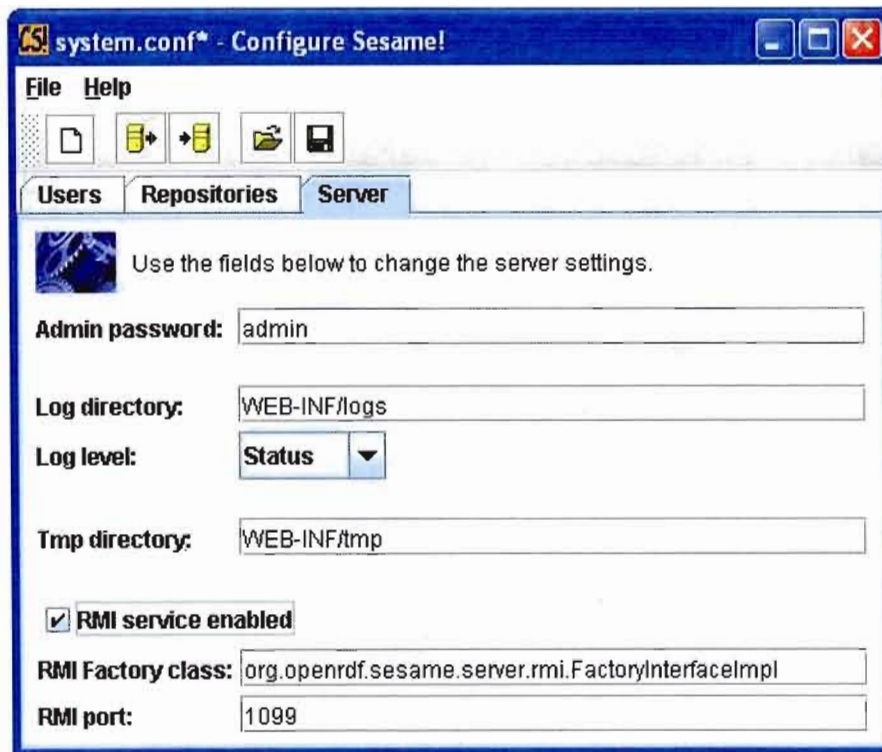 CS! system.conf* - Configure Sesame!
File Help
Users Repositories Server
Use the fields below to change the server settings.
Admin password: admin
Log directory: WEB-INF/logs
Log level: Status
Tmp directory: WEB-INF/tmp
RMI service enabled
RMI Factory class: org.openrdf.sesame.server.rmi.FactoryInterfaceImpl
RMI port: 1099